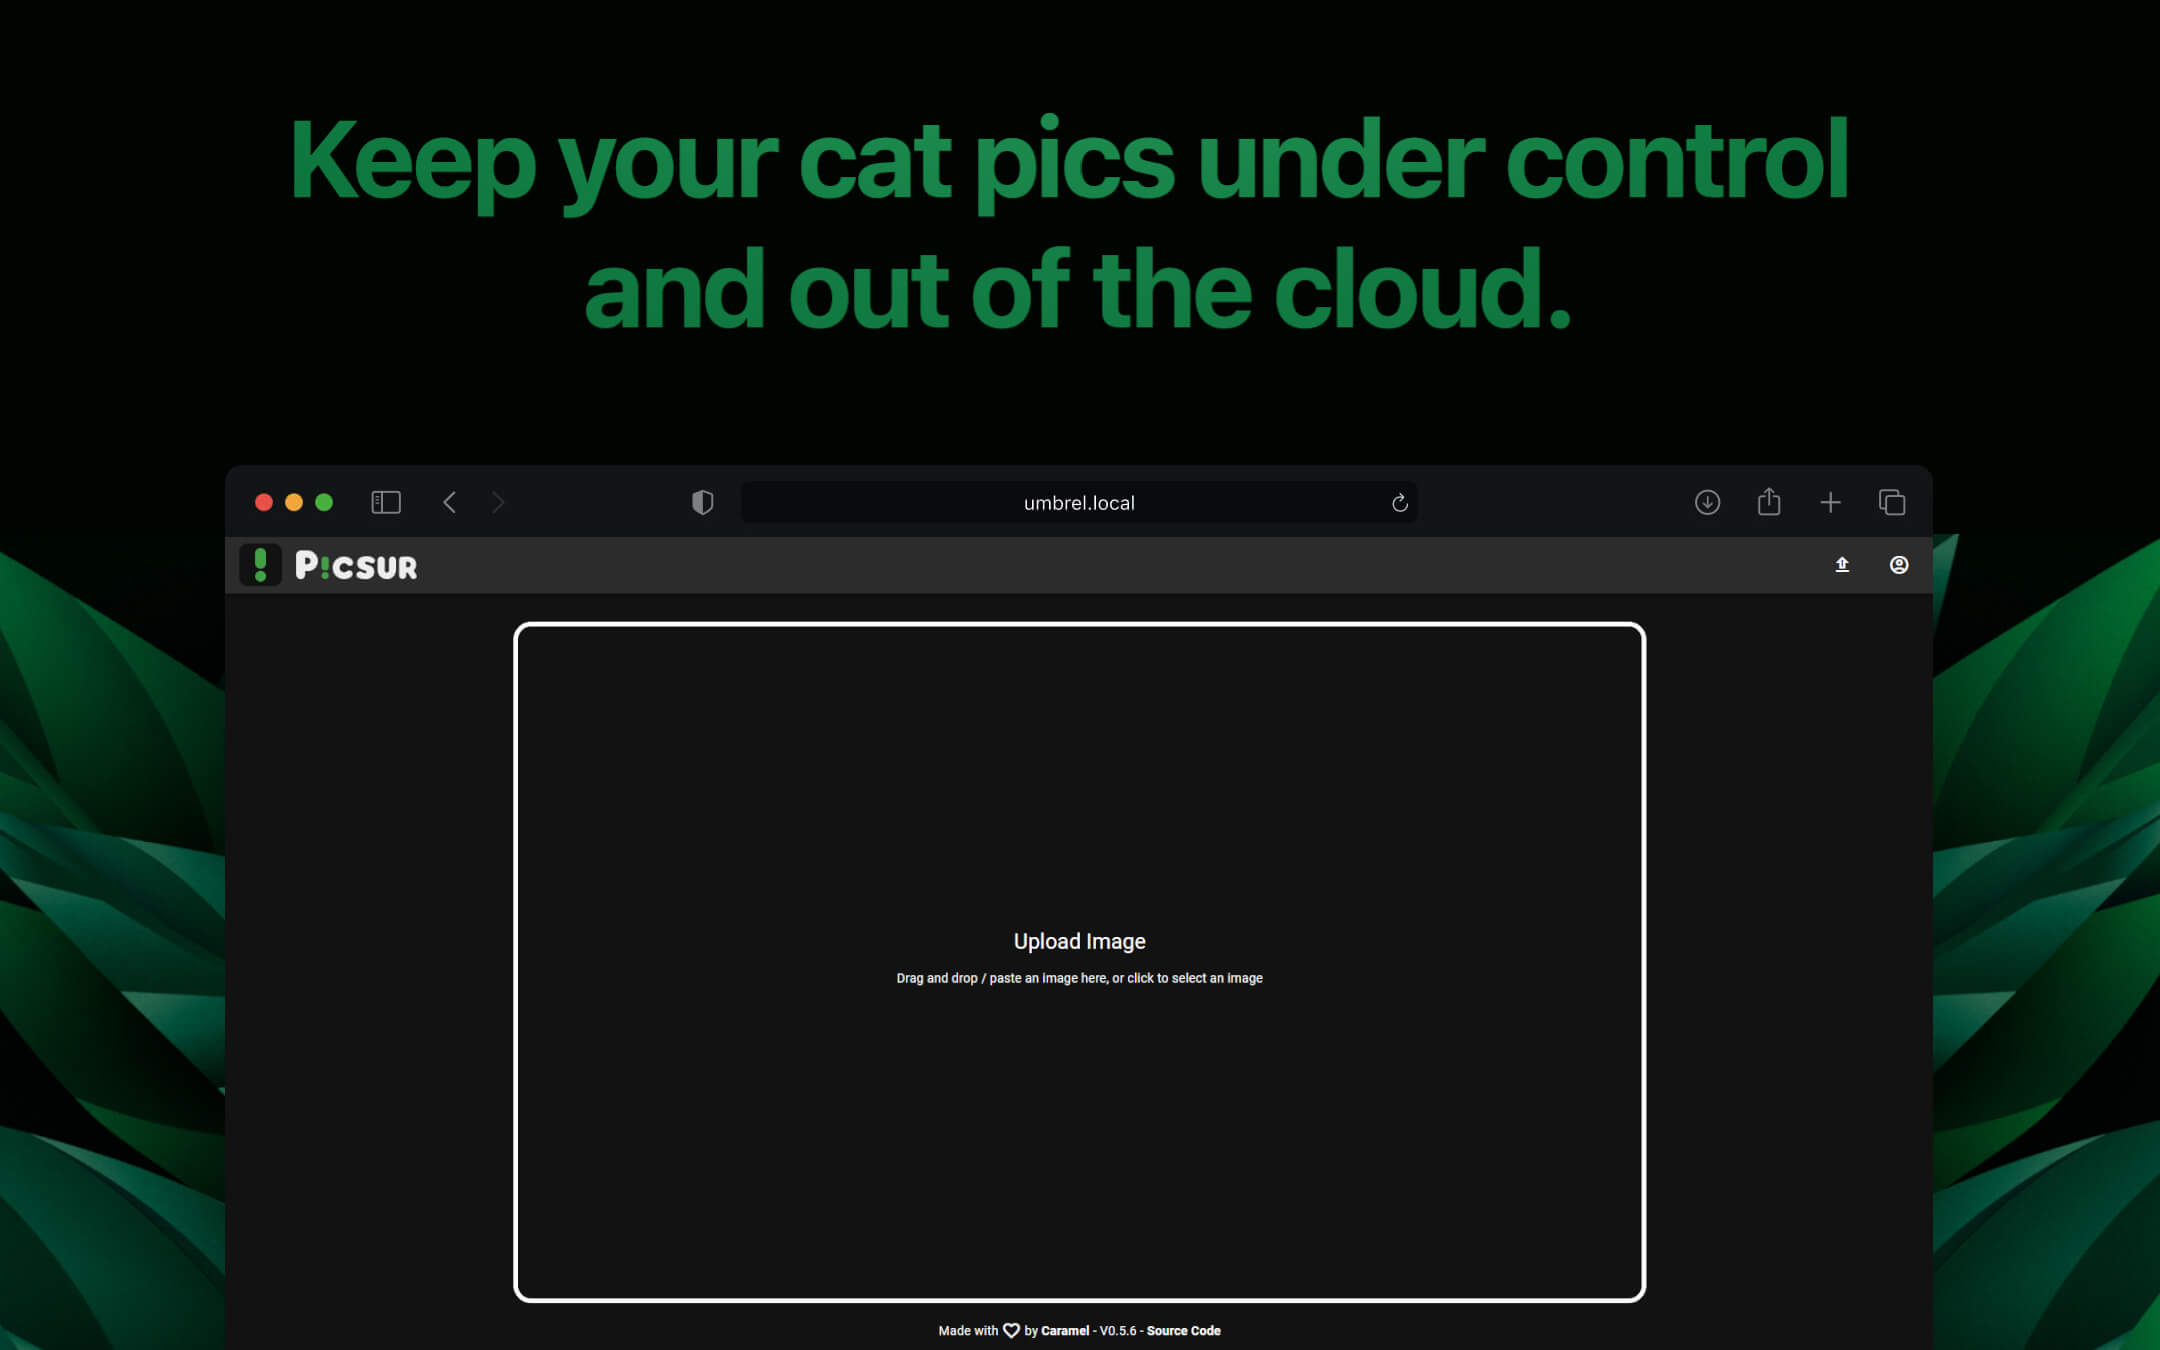 Keep your cat pics under control
and out of the cloud.
umbrel.local
P!CSUR
Upload Image
Drag and drop / paste an image here, or click to select an image
Made with by Caramel - V0.5.6 - Source Code